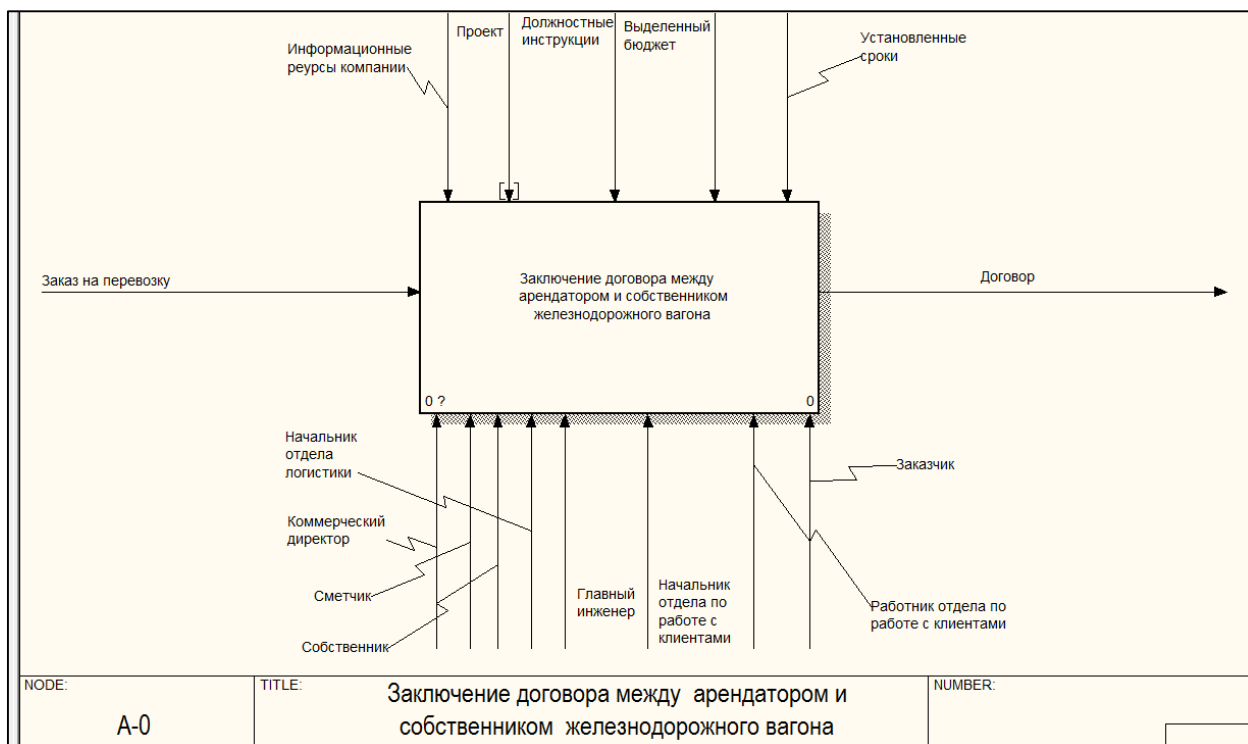 Информационные
реурсы компании
Проект
Должностные
инструкции
Выделенный
бюджет
Установленные
сроки
Заказ на перевозку
Заключение договора между
арендатором и собственником
железнодорожного вагона
0 ?
0
Договор
Начальник
отдела
логистики
Коммерческий
директор
Сметчик
Собственник
Главный
инженер
Начальник
отдела по
работе с
клиентами
Заказчик
Работник отдела по
работе с клиентами
NODE:
A-0
TITLE:
Заключение договора между арендатором и
собственником железнодорожного вагона
NUMBER: